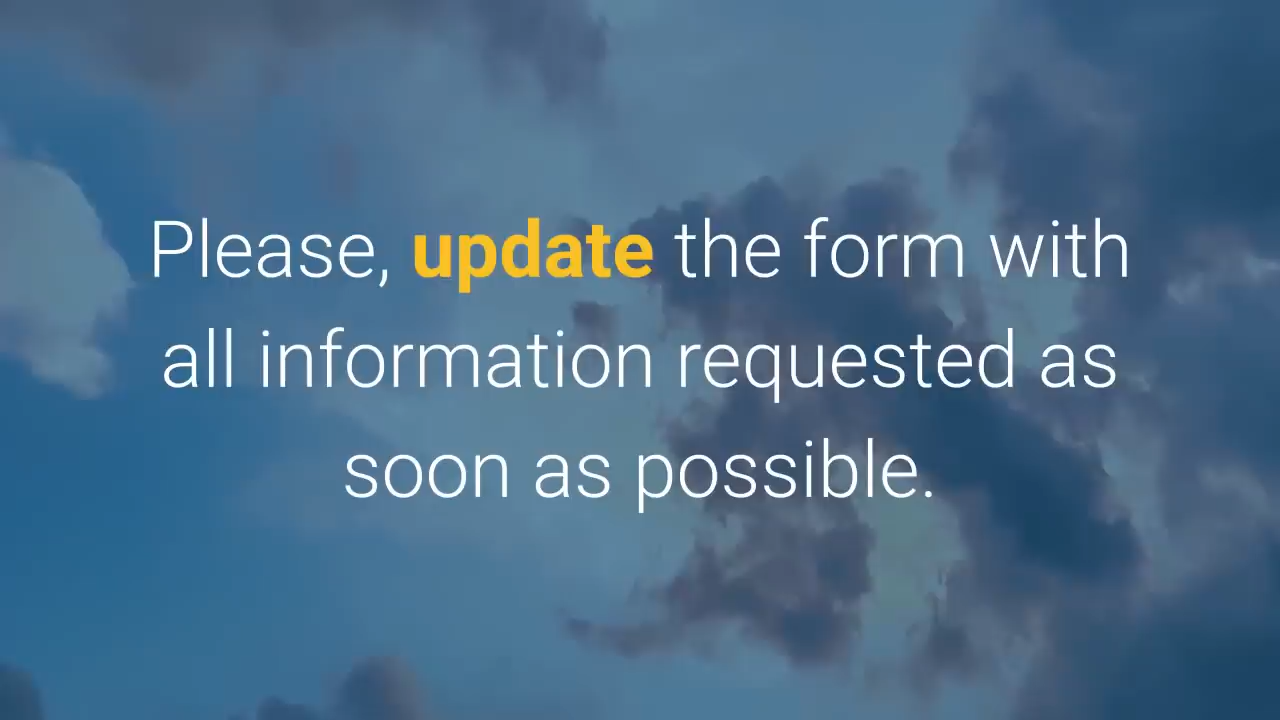 Please, update the form with
all information requested as
soon as possible.